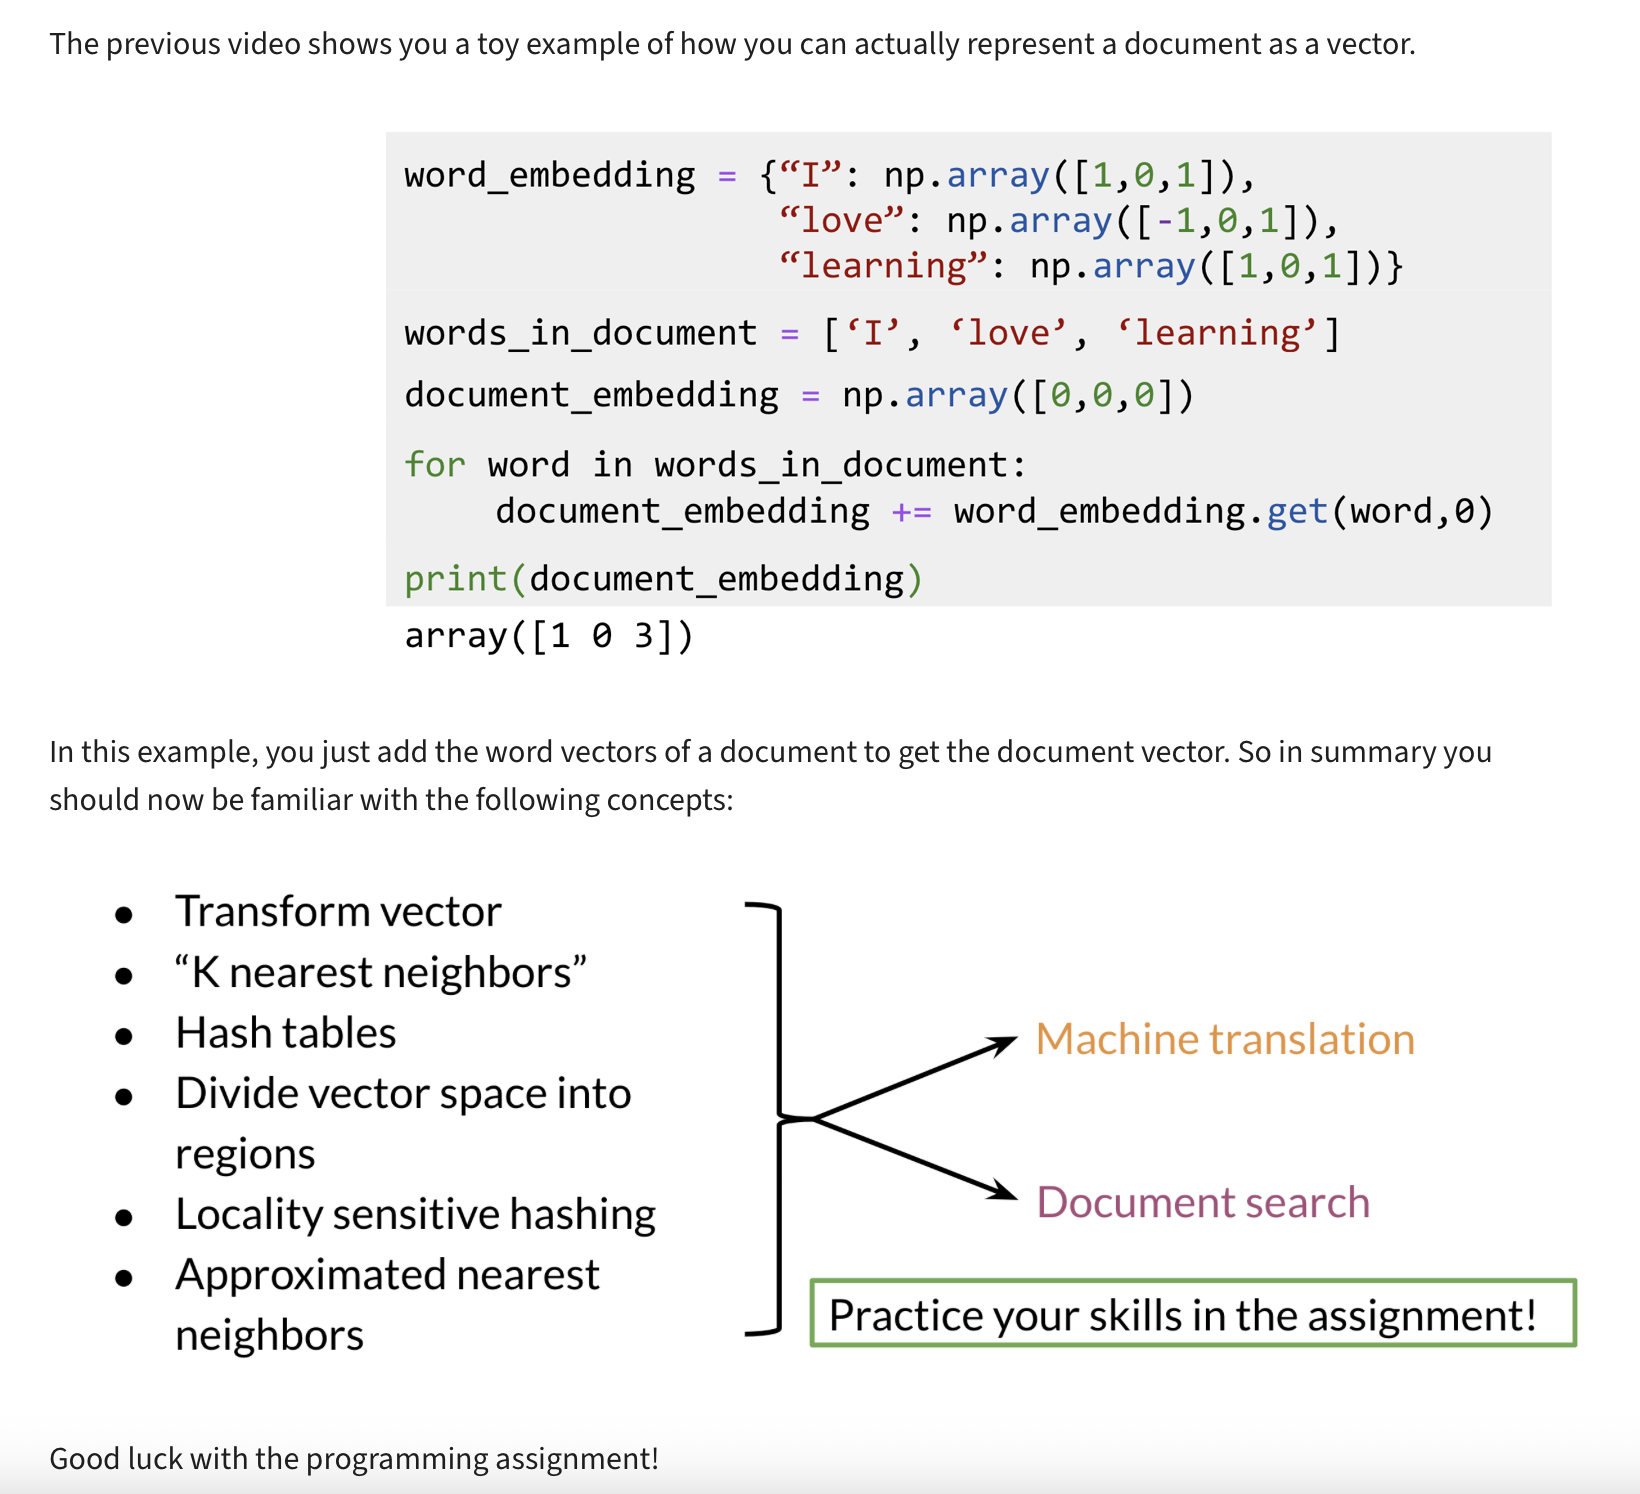 The previous video shows you a toy example of how you can actually represent a document as a vector.
word_embedding = {“I”: np.array([1,0,1]),
“love”: np.array([-1,0,1]),
“learning”: np.array([1,0,1])}
words_in_document = [‘I’, ‘love’, ‘learning’]
document_embedding = np.array([0,0,0])
for word in words_in_document:
document_embedding += word_embedding.get(word,0)
print(document_embedding)
array([1 0 3])
In this example, you just add the word vectors of a document to get the document vector. So in summary you
should now be familiar with the following concepts:
● Transform vector
● “K nearest neighbors”
● Hash tables
● Divide vector space into
regions
● Locality sensitive hashing
● Approximated nearest
neighbors
Machine translation
Document search
Practice your skills in the assignment!
Good luck with the programming assignment!